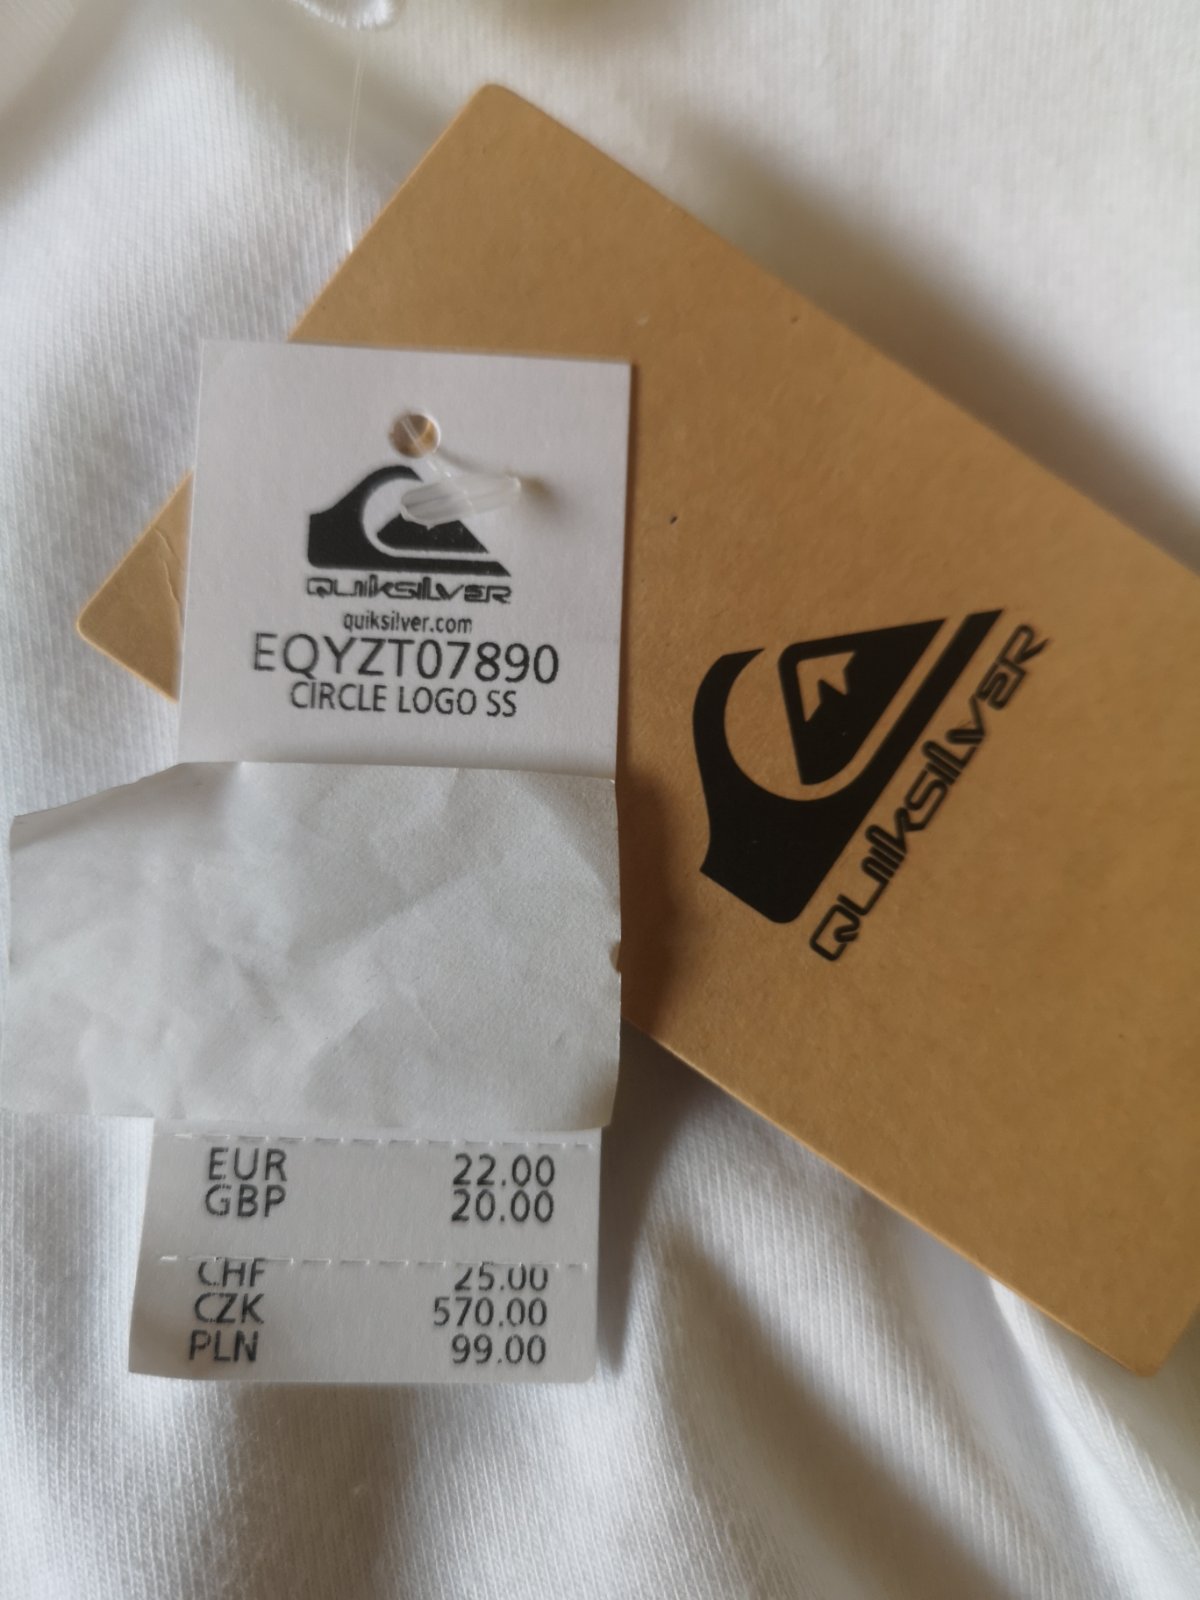 QUIKSILVER
quiksilver.com
EQYZT07890
CIRCLE LOGO SS
EUR 22.00
GBP 20.00
CHF 25.00
CZK 570.00
PLN 99.00
QUIKSILVER